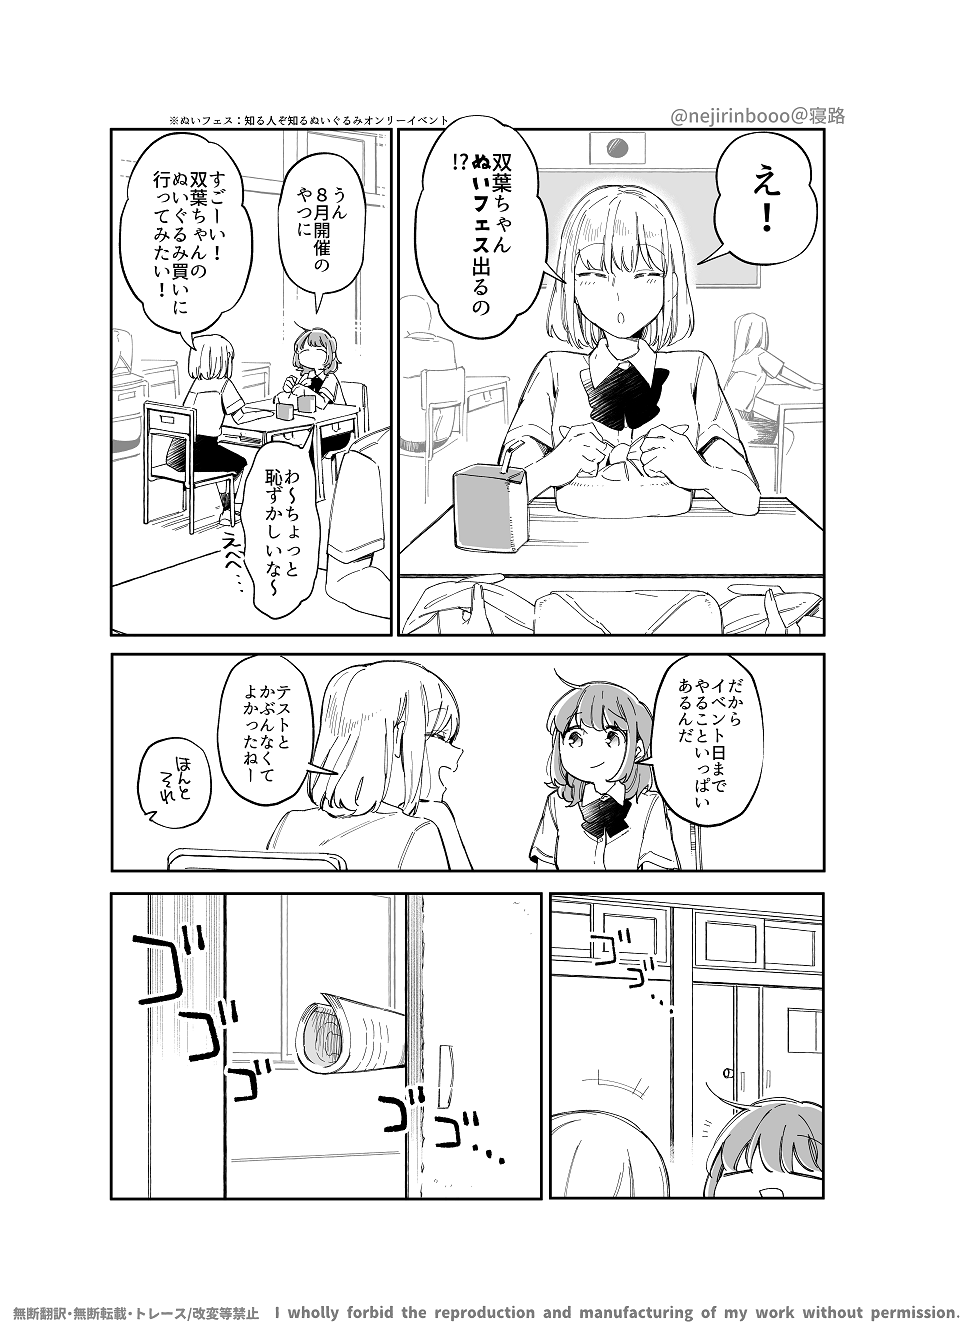 @nejirinbooo@寝路
※ぬいフェス：知る人ぞ知るぬいぐるみオンリーイベント
え！
双葉ちゃん
ぬいフェス出るの
!?
うん
８月開催の
やつに
すごーい！
双葉ちゃんの
ぬいぐるみ買いに
行ってみたい！
わ〜ちょっと
恥ずかしいな〜
えへへ…
だから
イベント日まで
やることいっぱい
あるんだ
テストと
かぶんなくて
よかったねー
ほんと
それ
ゴゴ…
ゴゴゴゴゴ…
無断翻訳・無断転載・トレース/改変等禁止　I wholly forbid the reproduction and manufacturing of my work without permission.